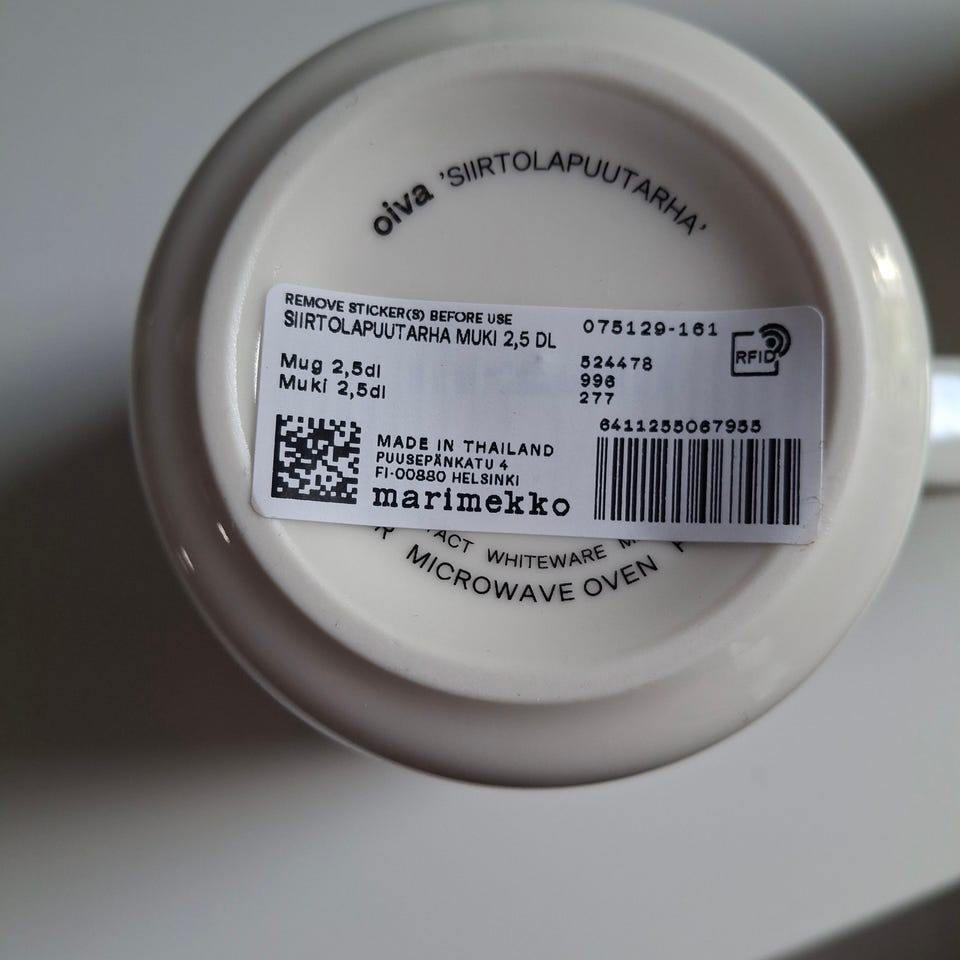 oiva 'SIIRTOLAPUUTARHA'
REMOVE STICKER(S) BEFORE USE
SIIRTOLAPUUTARHA MUKI 2,5 DL
075129-161
RFID
Mug 2,5dl
Muki 2,5dl
524478
996
277
6411255067955
MADE IN THAILAND
PUUSEPÄNKATU 4
FI-00880 HELSINKI
marimekko
WHITEWARE
MICROWAVE OVEN